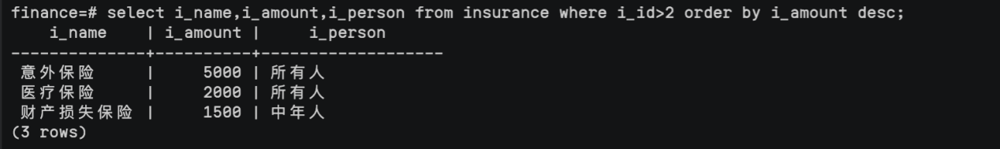 finance=# select i_name,i_amount,i_person from insurance where i_id>2 order by i_amount desc;
    i_name    | i_amount |     i_person
--------------+----------+-------------------
 意外保险     |     5000 | 所有人
 医疗保险     |     2000 | 所有人
 财产损失保险 |     1500 | 中年人
(3 rows)